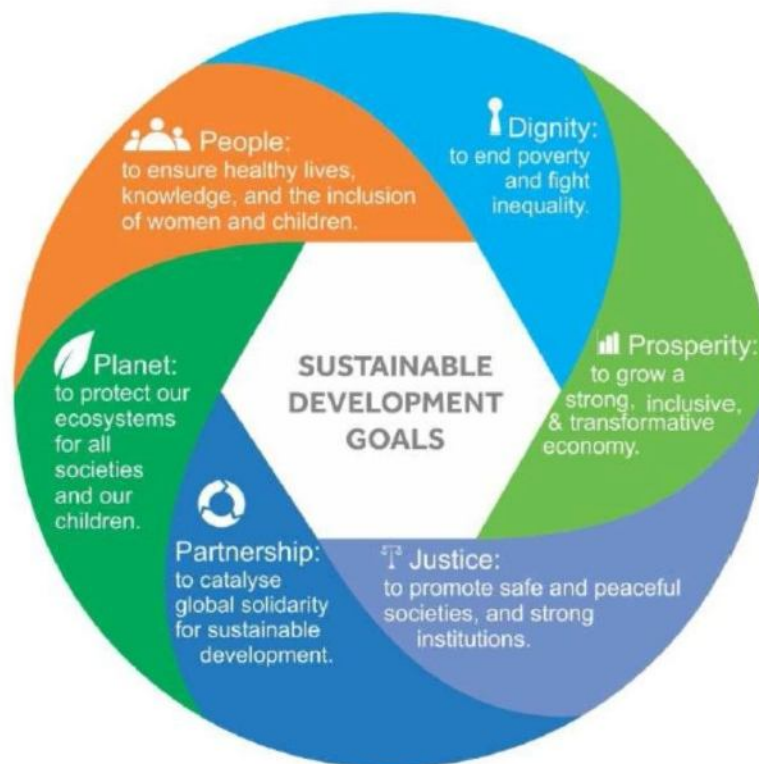 People:
to ensure healthy lives,
knowledge, and the inclusion
of women and children.
Dignity:
to end poverty
and fight
inequality.
Prosperity:
to grow a
strong, inclusive,
& transformative
economy.
Justice:
to promote safe and peaceful
societies, and strong
institutions.
Partnership:
to catalyse
global solidarity
for sustainable
development.
Planet:
to protect our
ecosystems
for all
societies
and our
children.
SUSTAINABLE
DEVELOPMENT
GOALS